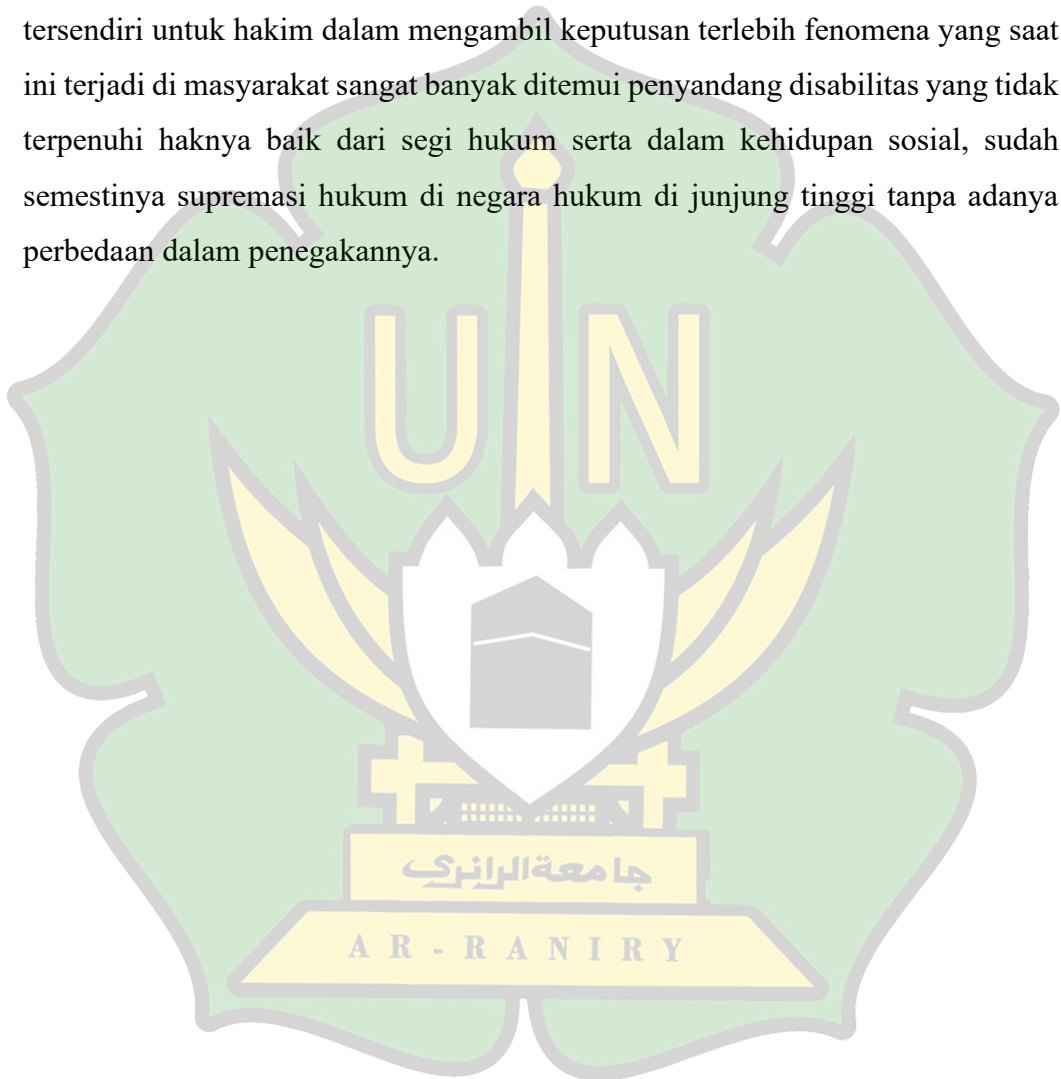 tersendiri untuk hakim dalam mengambil keputusan terlebih fenomena yang saat
ini terjadi di masyarakat sangat banyak ditemui penyandang disabilitas yang tidak
terpenuhi haknya baik dari segi hukum serta dalam kehidupan sosial, sudah
semestinya supremasi hukum di negara hukum di junjung tinggi tanpa adanya
perbedaan dalam penegakannya.
U N
جامعة الرانري
AR-RANIRY